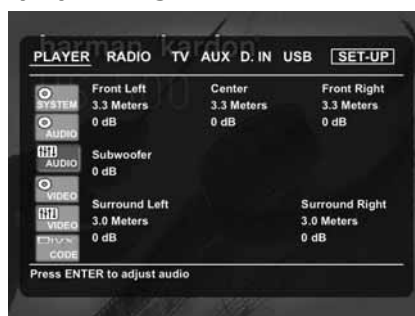 harman kardon
PLAYER RADIO TV AUX D. IN USB SET-UP
SYSTEM
AUDIO
AUDIO
VIDEO
VIDEO
DIVX
CODE
Front Left
3.3 Meters
0 dB
Center
3.3 Meters
0 dB
Front Right
3.3 Meters
0 dB
Subwoofer
0 dB
Surround Left
3.0 Meters
0 dB
Surround Right
3.0 Meters
0 dB
Press ENTER to adjust audio